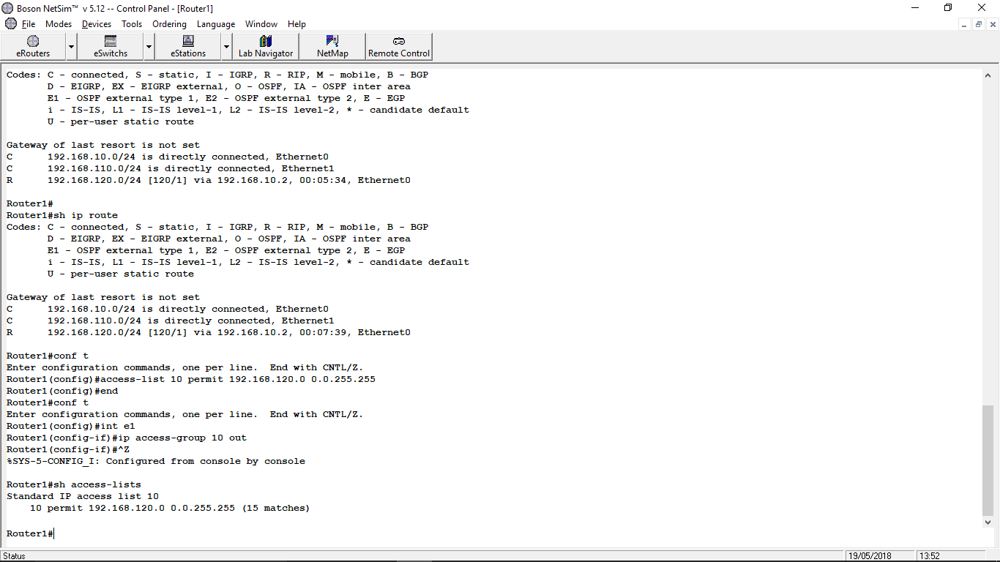 Boson NetSim™ v 5.12 -- Control Panel - [Router1]
File Modes Devices Tools Ordering Language Window Help
eRouters eSwitchs eStations Lab Navigator NetMap Remote Control
Codes: C - connected, S - static, I - IGRP, R - RIP, M - mobile, B - BGP
D - EIGRP, EX - EIGRP external, O - OSPF, IA - OSPF inter area
E1 - OSPF external type 1, E2 - OSPF external type 2, E - EGP
i - IS-IS, L1 - IS-IS level-1, L2 - IS-IS level-2, * - candidate default
U - per-user static route
Gateway of last resort is not set
C 192.168.10.0/24 is directly connected, Ethernet0
C 192.168.110.0/24 is directly connected, Ethernet1
R 192.168.120.0/24 [120/1] via 192.168.10.2, 00:05:34, Ethernet0
Router1#
Router1#sh ip route
Codes: C - connected, S - static, I - IGRP, R - RIP, M - mobile, B - BGP
D - EIGRP, EX - EIGRP external, O - OSPF, IA - OSPF inter area
E1 - OSPF external type 1, E2 - OSPF external type 2, E - EGP
i - IS-IS, L1 - IS-IS level-1, L2 - IS-IS level-2, * - candidate default
U - per-user static route
Gateway of last resort is not set
C 192.168.10.0/24 is directly connected, Ethernet0
C 192.168.110.0/24 is directly connected, Ethernet1
R 192.168.120.0/24 [120/1] via 192.168.10.2, 00:07:39, Ethernet0
Router1#conf t
Enter configuration commands, one per line. End with CNTL/Z.
Router1(config)#access-list 10 permit 192.168.120.0 0.0.255.255
Router1(config)#end
Router1#conf t
Enter configuration commands, one per line. End with CNTL/Z.
Router1(config)#int e1
Router1(config-if)#ip access-group 10 out
Router1(config-if)#^Z
%SYS-5-CONFIG_I: Configured from console by console
Router1#sh access-lists
Standard IP access list 10
10 permit 192.168.120.0 0.0.255.255 (15 matches)
Router1#
Status 19/05/2018 13:52